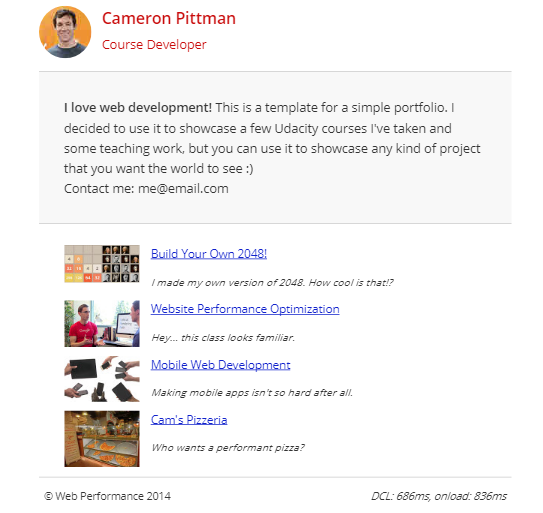 Cameron Pittman
Course Developer
I love web development! This is a template for a simple portfolio. I
decided to use it to showcase a few Udacity courses I've taken and
some teaching work, but you can use it to showcase any kind of project
that you want the world to see :)
Contact me: me@email.com
Build Your Own 2048!
I made my own version of 2048. How cool is that!?
Website Performance Optimization
Hey... this class looks familiar.
Mobile Web Development
Making mobile apps isn't so hard after all.
Cam's Pizzeria
Who wants a performant pizza?
© Web Performance 2014
DCL: 686ms, onload: 836ms